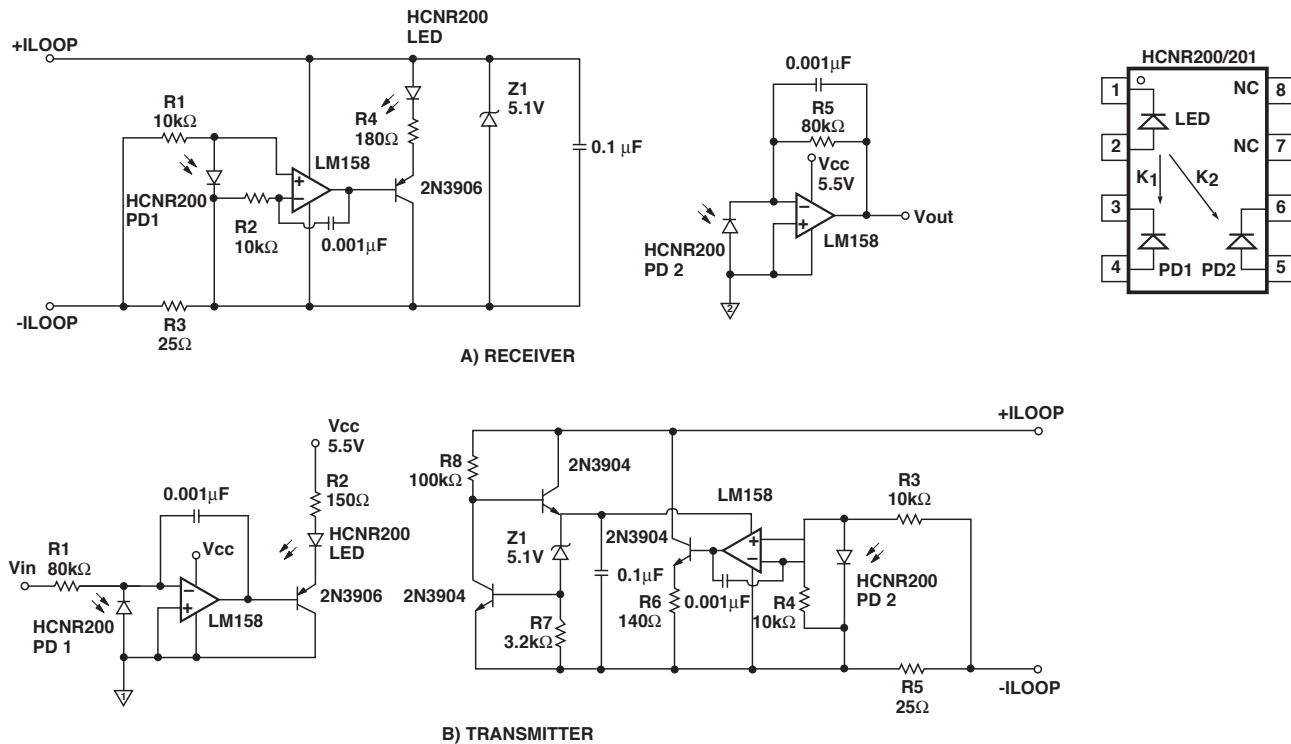 HCNR200
LED
+ILOOP
R1
10kΩ
HCNR200
PD1
R2
10kΩ
LM158
0.001µF
R4
180Ω
2N3906
Z1
5.1V
0.1 µF
-ILOOP
R3
25Ω
0.001µF
R5
80kΩ
Vcc
5.5V
LM158
Vout
HCNR200
PD 2
2
A) RECEIVER
HCNR200/201
1
2
3
4
8
7
6
5
NC
NC
LED
K1
K2
PD1
PD2
Vcc
5.5V
R2
150Ω
HCNR200
LED
0.001µF
R1
80kΩ
Vin
Vcc
LM158
2N3906
HCNR200
PD 1
1
+ILOOP
R8
100kΩ
2N3904
Z1
5.1V
2N3904
R7
3.2kΩ
0.1µF
2N3904
R6
140Ω
LM158
0.001µF
R4
10kΩ
R3
10kΩ
HCNR200
PD 2
R5
25Ω
-ILOOP
B) TRANSMITTER